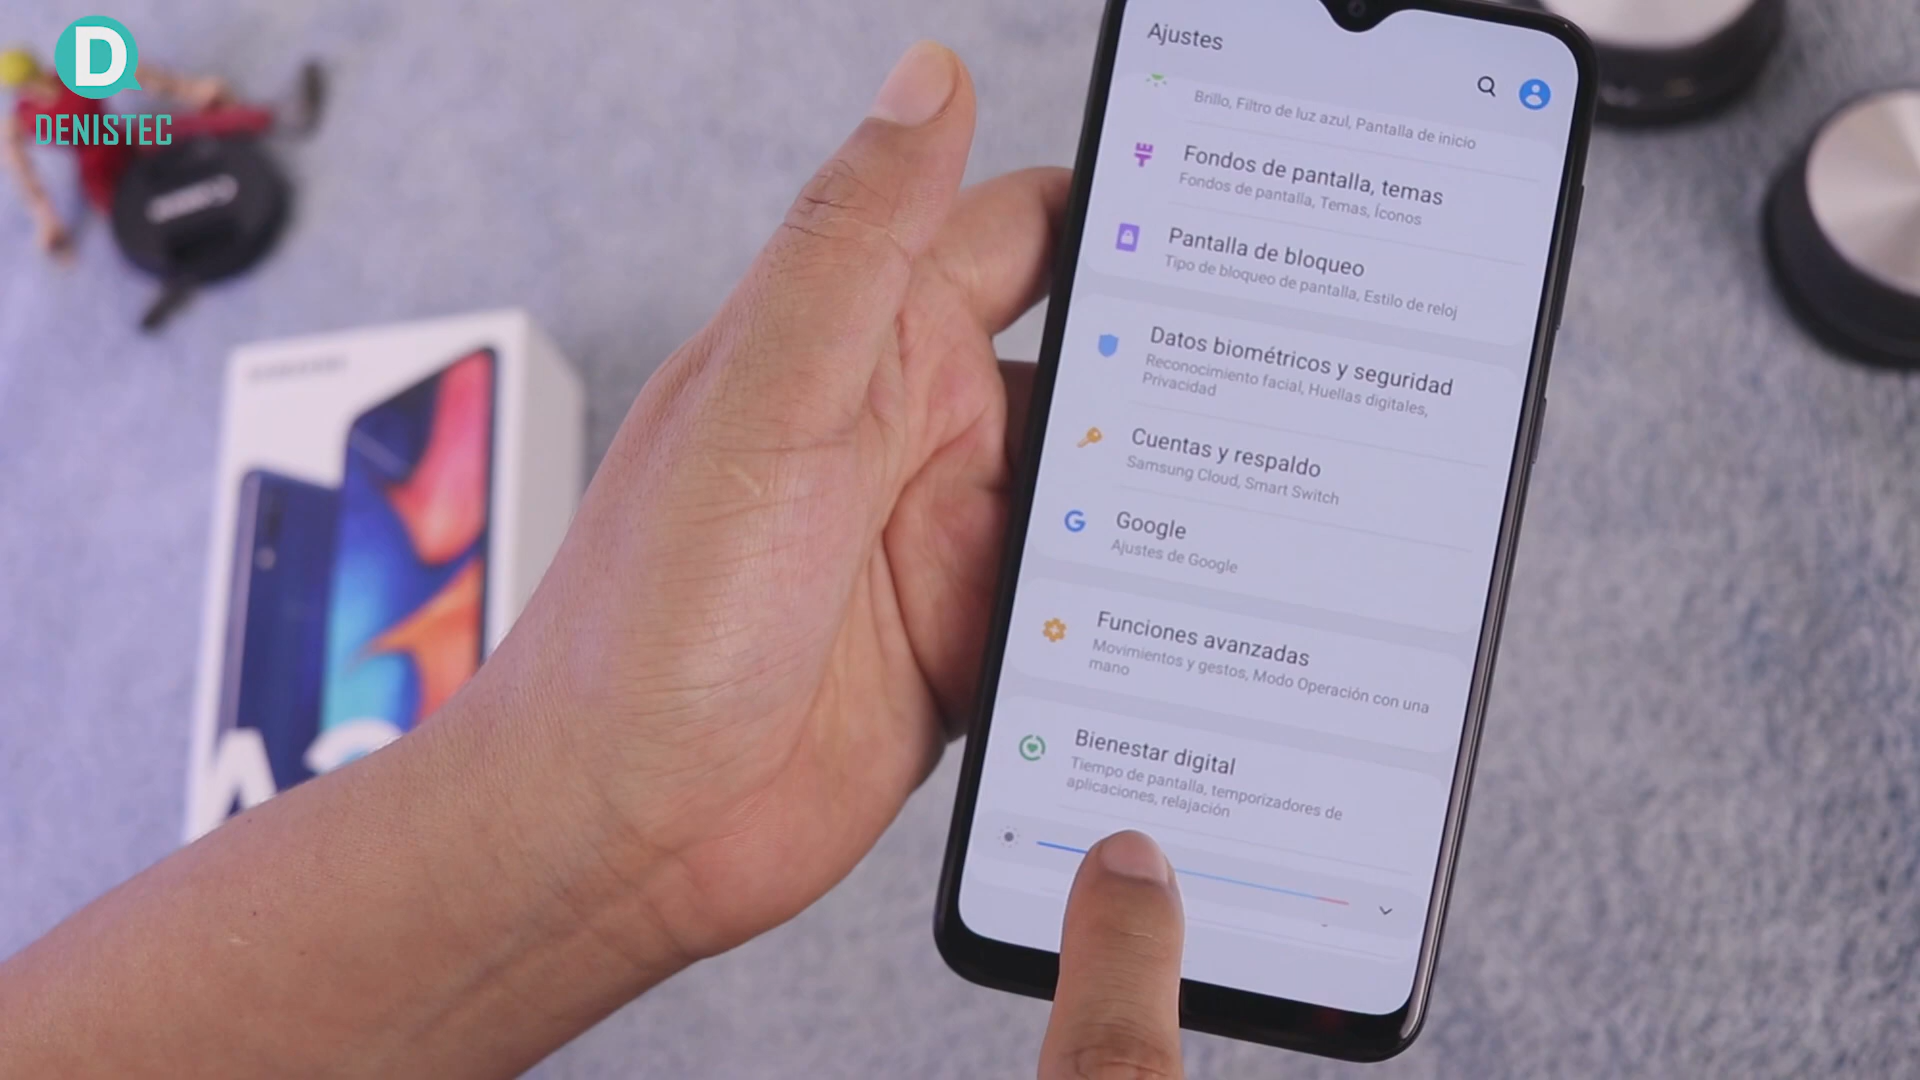 D
DENISTEC
Ajustes
Brillo, Filtro de luz azul, Pantalla de inicio
Fondos de pantalla, temas
Fondos de pantalla, Temas, Íconos
Pantalla de bloqueo
Tipo de bloqueo de pantalla, Estilo de reloj
Datos biométricos y seguridad
Reconocimiento facial, Huellas digitales,
Privacidad
Cuentas y respaldo
Samsung Cloud, Smart Switch
G
Google
Ajustes de Google
Funciones avanzadas
Movimientos y gestos, Modo Operación con una
mano
Bienestar digital
Tiempo de pantalla, temporizadores de
aplicaciones, relajación